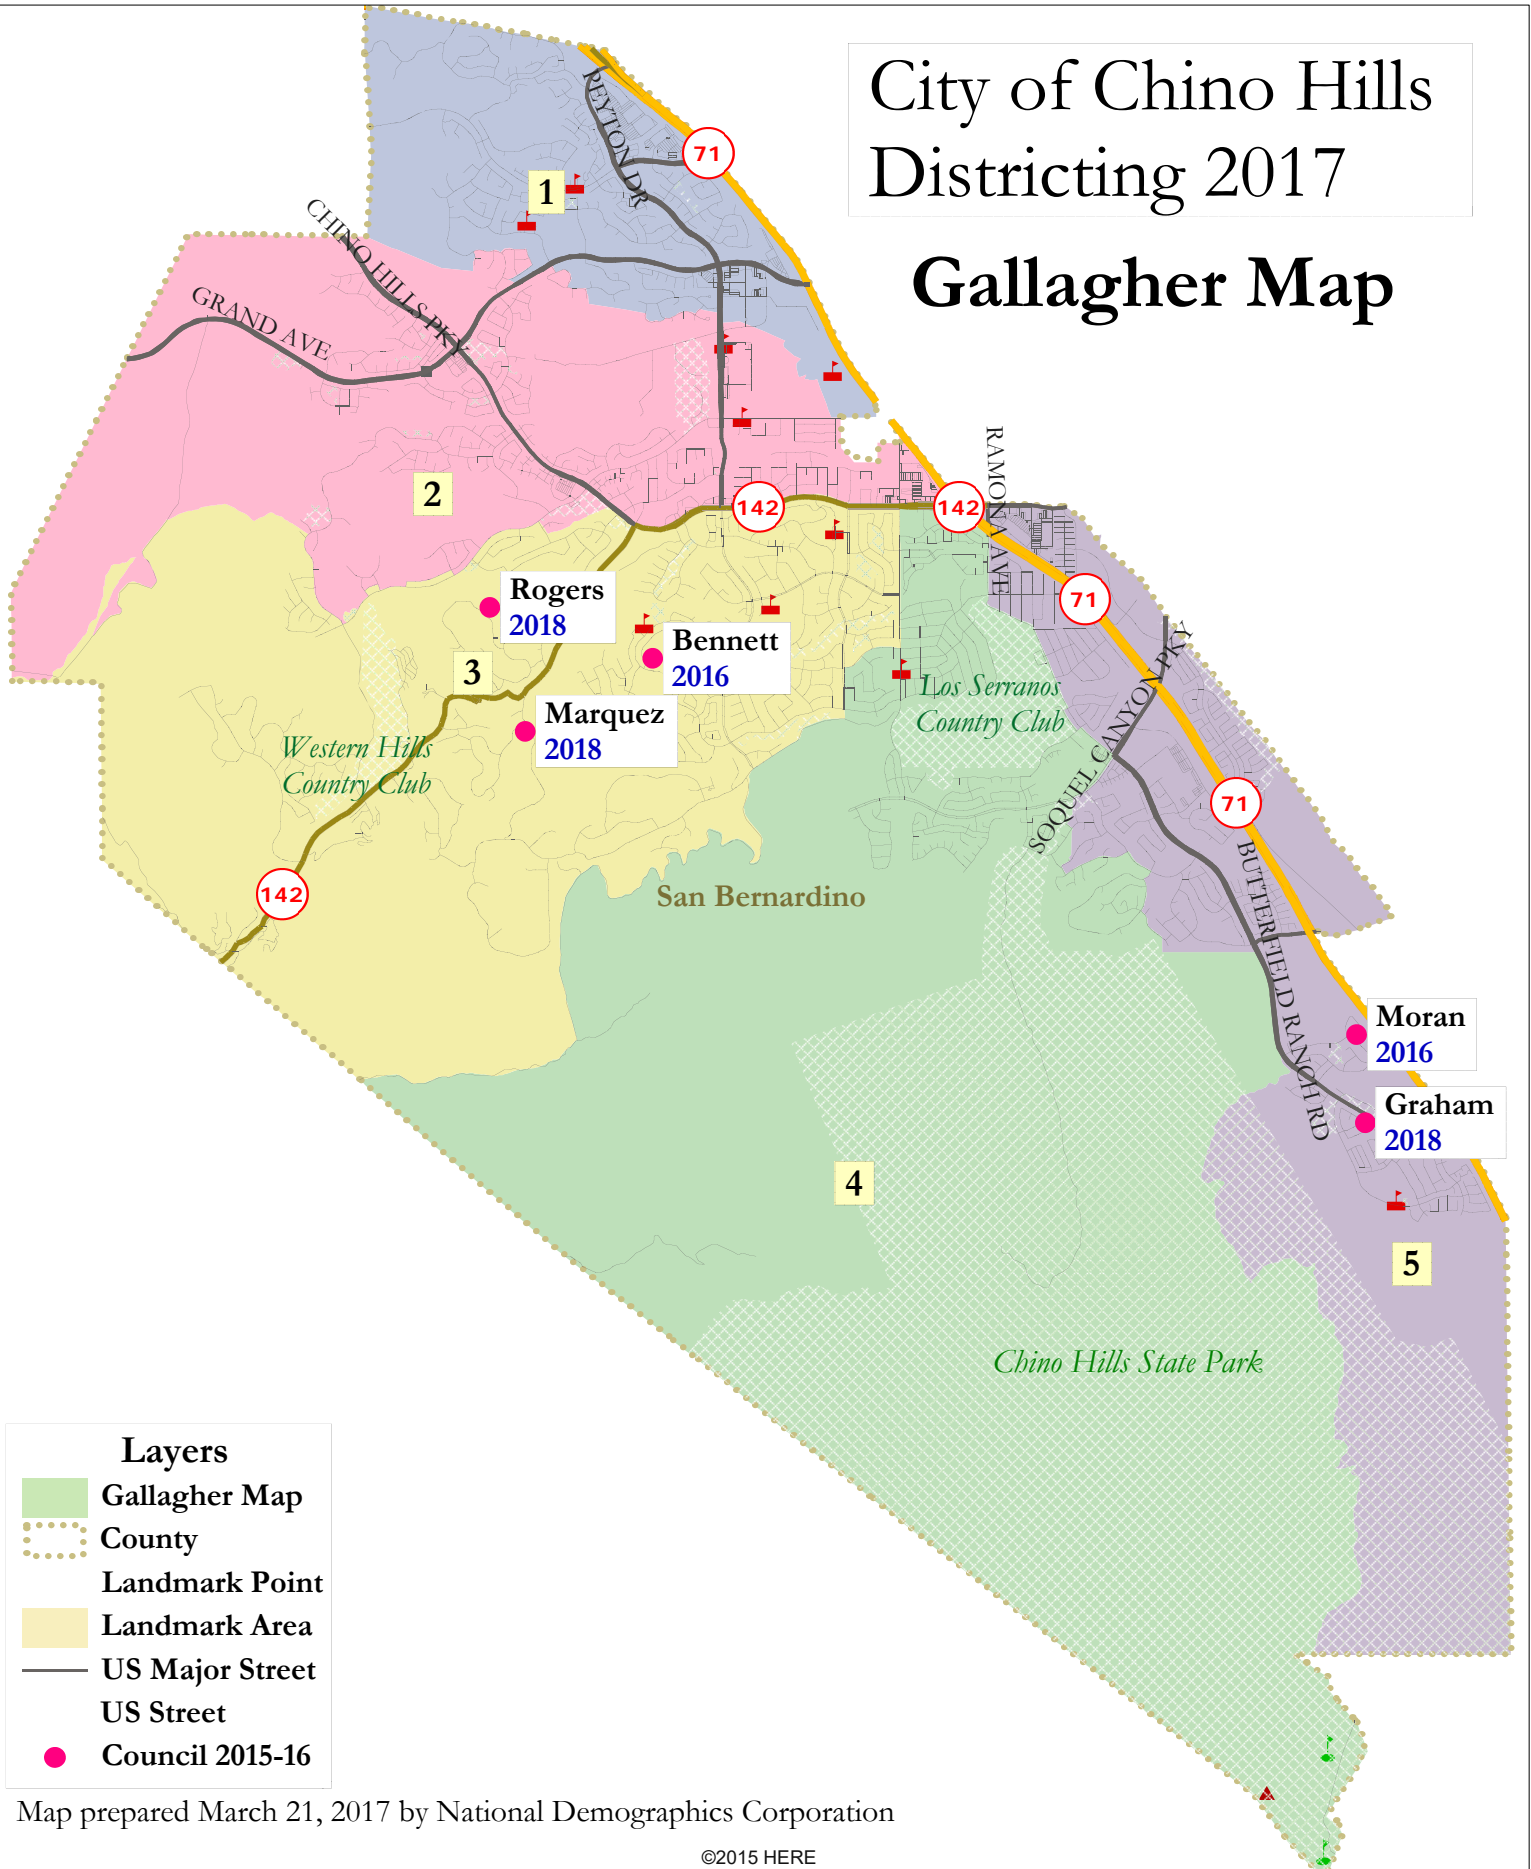 City of Chino Hills
Districting 2017
Gallagher Map
PEYTON DR
71
1
CHINO HILLS PKY
GRAND AVE
2
142
142
RAMONA AVE
71
Rogers
2018
Bennett
2016
3
Marquez
2018
Los Serranos
Country Club
Western Hills
Country Club
SOQUEL CANYON PKY
71
142
San Bernardino
BUTTERFIELD RANCH RD
Moran
2016
Graham
2018
4
5
Chino Hills State Park
Layers
Gallagher Map
County
Landmark Point
Landmark Area
US Major Street
US Street
Council 2015-16
Map prepared March 21, 2017 by National Demographics Corporation
©2015 HERE